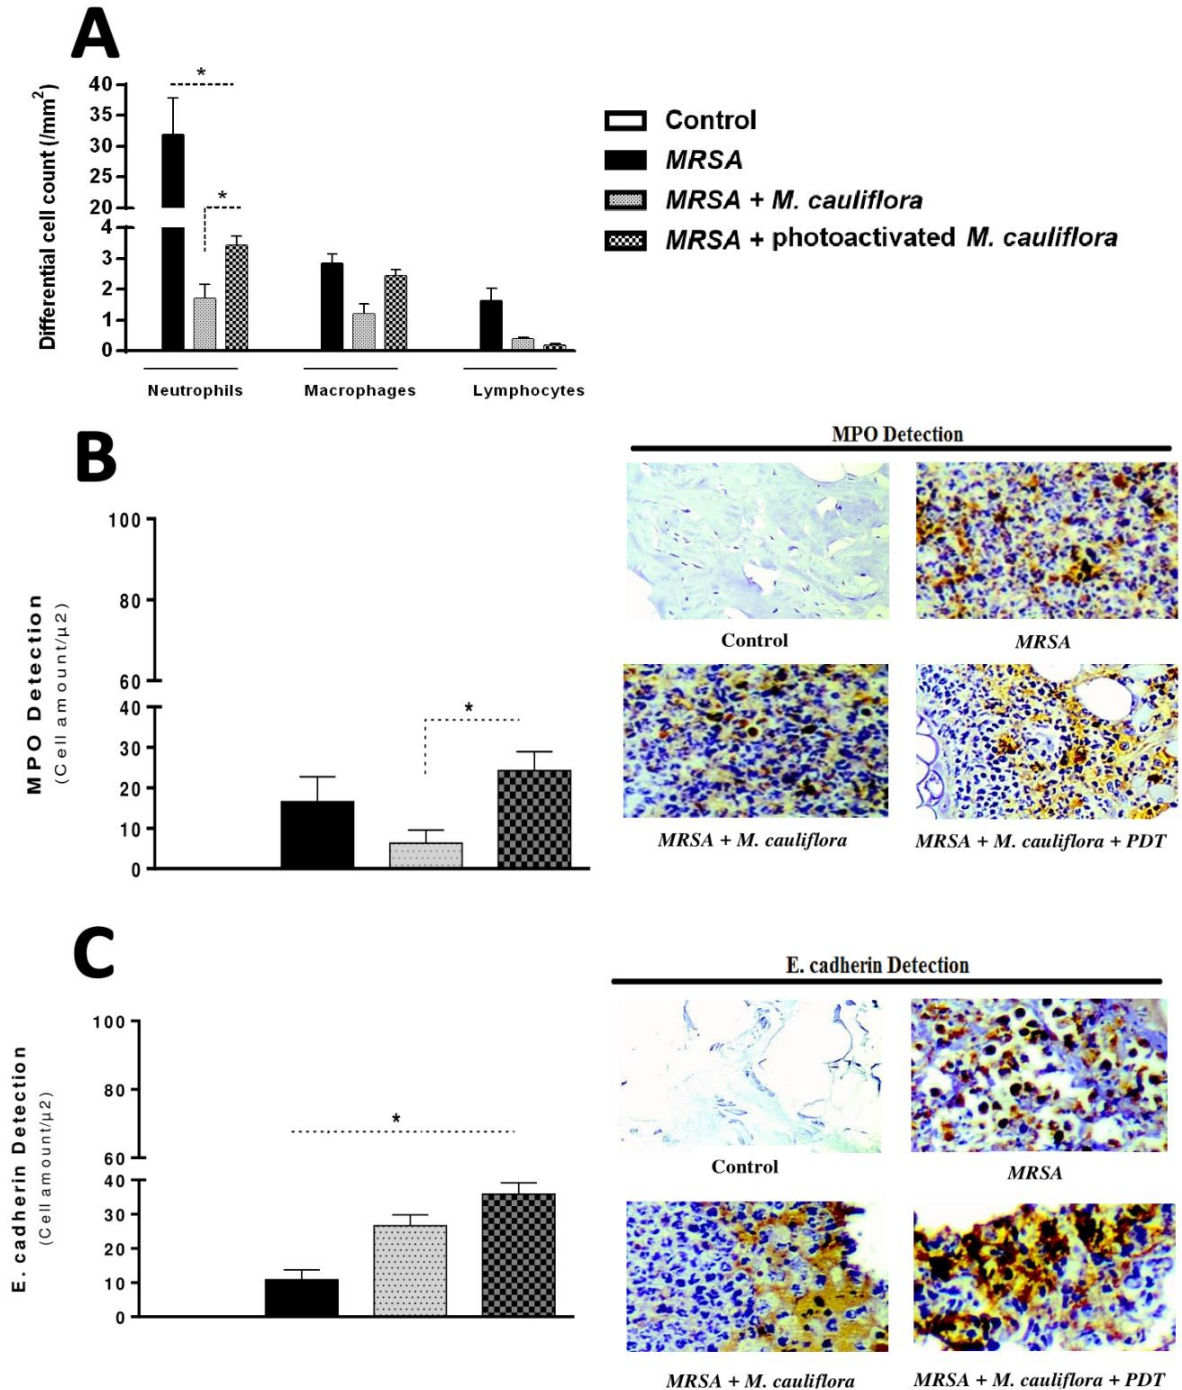 A
Differential cell count (/mm2)
40
35
30
25
20
4
3
2
1
0
*
*
Neutrophils
Macrophages
Lymphocytes
Control
MRSA
MRSA + M. cauliflora
MRSA + photoactivated M. cauliflora
B
MPO Detection
(Cell amount/µ2)
100
80
60
40
30
20
10
0
*
MPO Detection
Control
MRSA
MRSA + M. cauliflora
MRSA + M. cauliflora + PDT
C
E. cadherin Detection
(Cell amount/µ2)
100
80
60
40
30
20
10
0
*
E. cadherin Detection
Control
MRSA
MRSA + M. cauliflora
MRSA + M. cauliflora + PDT